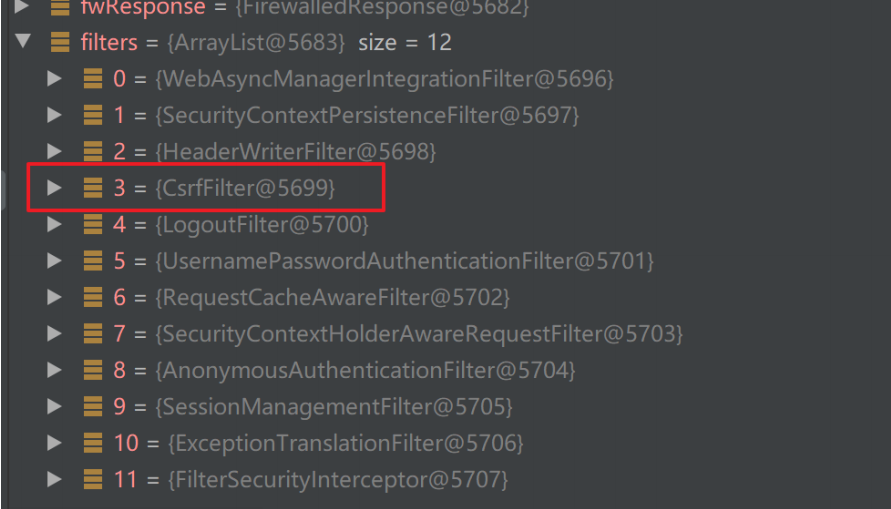 fwResponse = {FirewalledResponse@5682}
filters = {ArrayList@5683} size = 12
0 = {WebAsyncManagerIntegrationFilter@5696}
1 = {SecurityContextPersistenceFilter@5697}
2 = {HeaderWriterFilter@5698}
3 = {CsrfFilter@5699}
4 = {LogoutFilter@5700}
5 = {UsernamePasswordAuthenticationFilter@5701}
6 = {RequestCacheAwareFilter@5702}
7 = {SecurityContextHolderAwareRequestFilter@5703}
8 = {AnonymousAuthenticationFilter@5704}
9 = {SessionManagementFilter@5705}
10 = {ExceptionTranslationFilter@5706}
11 = {FilterSecurityInterceptor@5707}